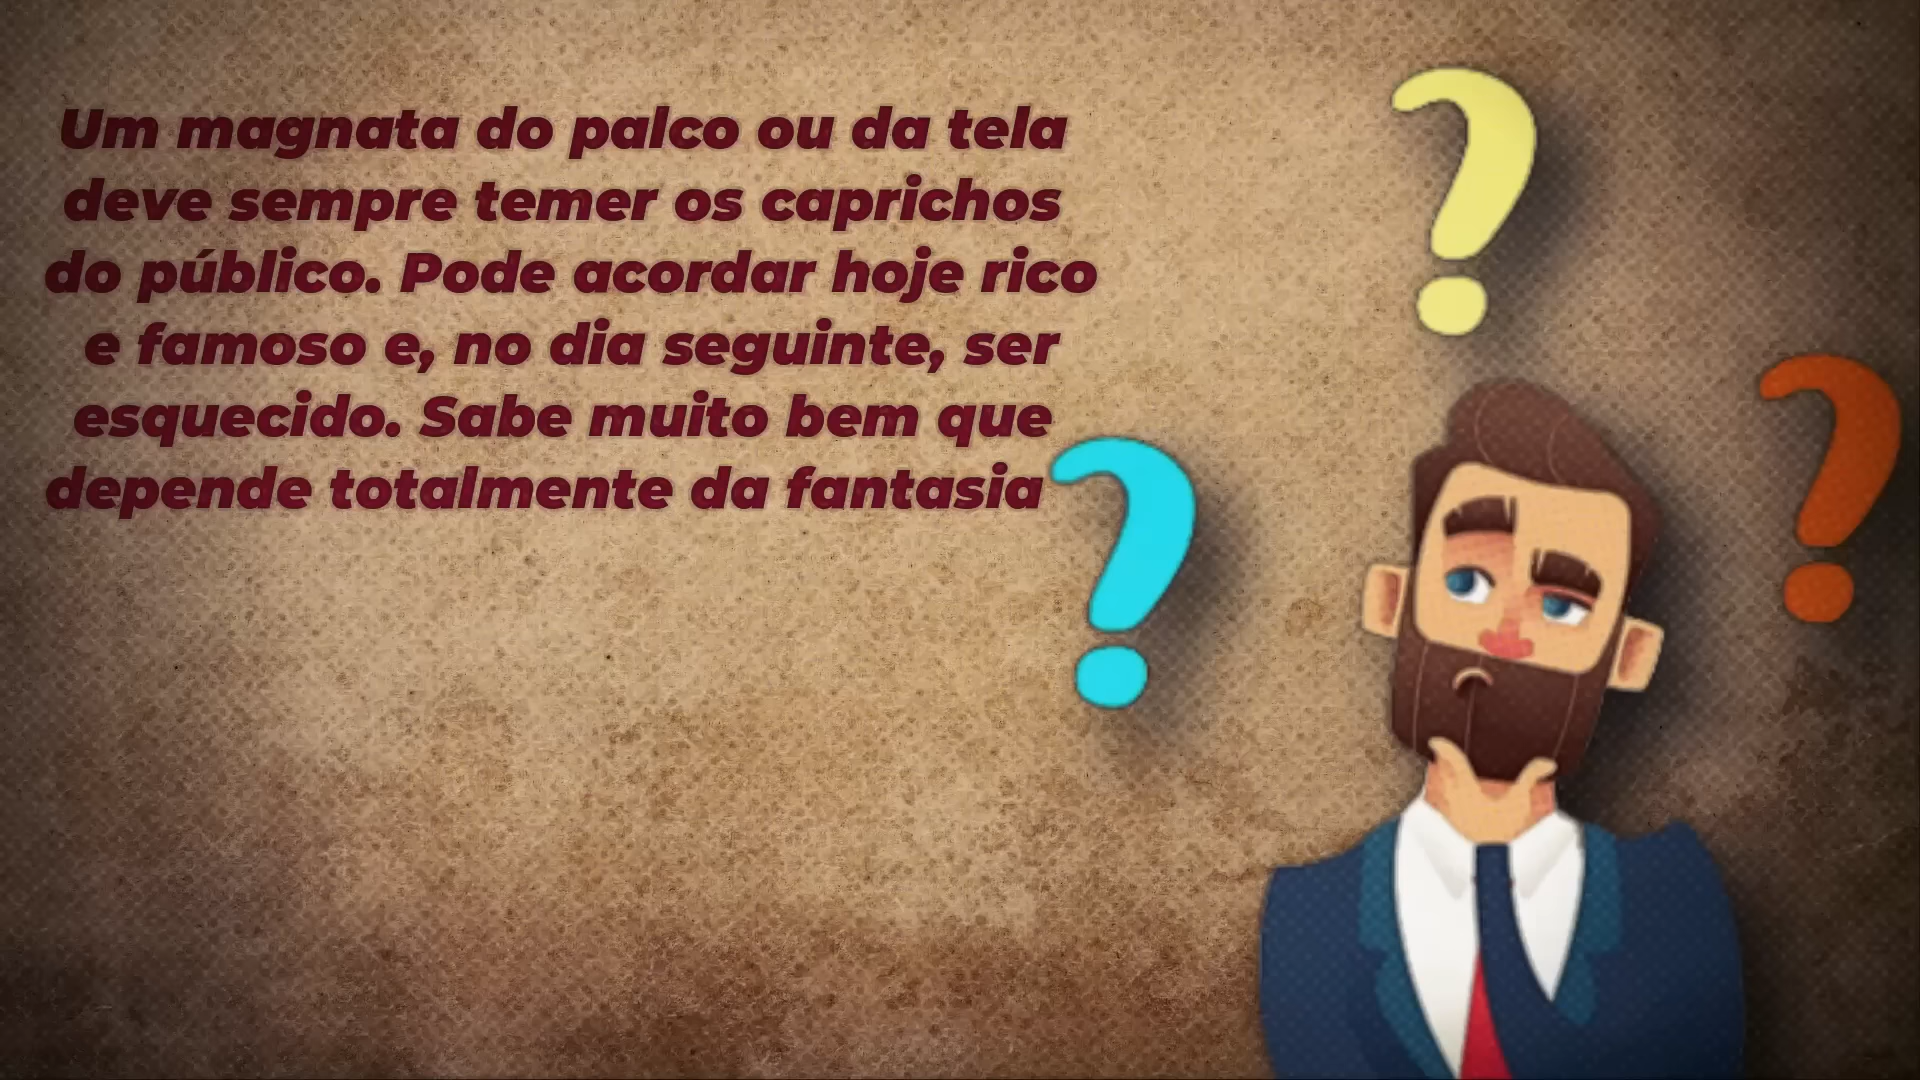 Um magnata do palco ou da tela
deve sempre temer os caprichos
do público. Pode acordar hoje rico
e famoso e, no dia seguinte, ser
esquecido. Sabe muito bem que
depende totalmente da fantasia